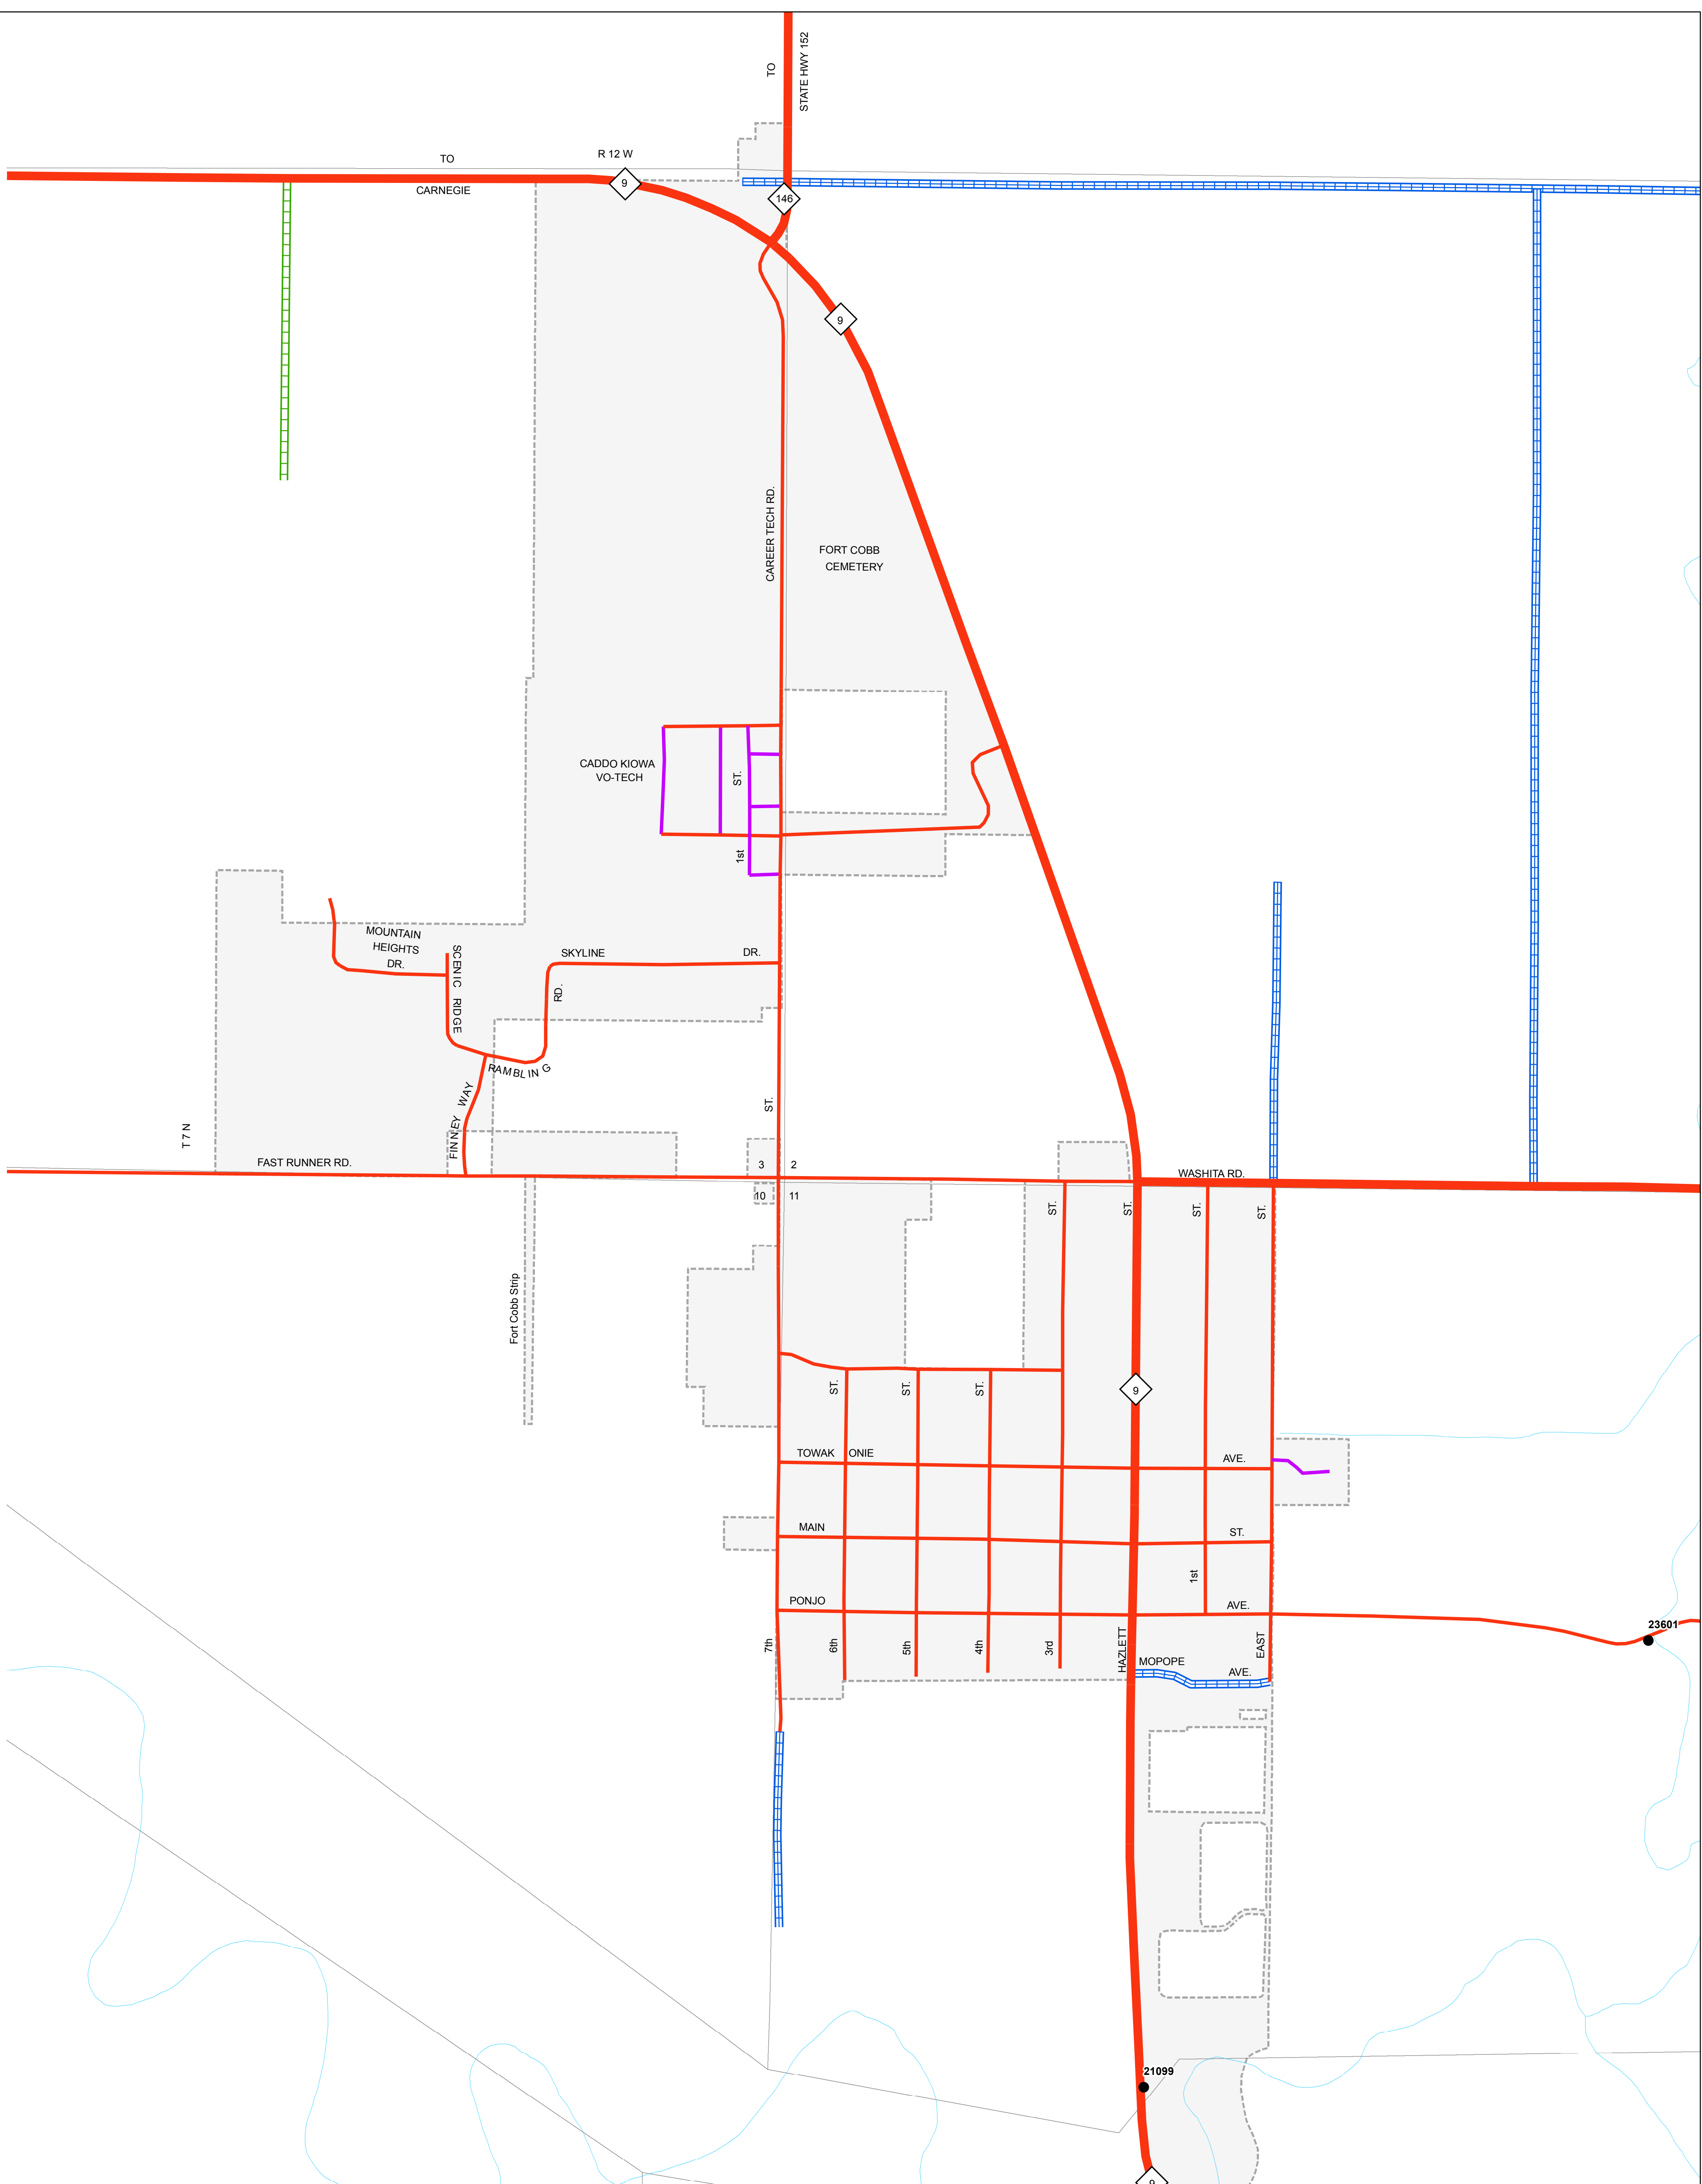 TO
STATE HWY 152
TO
R 12 W
CARNEGIE
9
146
9
CAREER TECH RD.
FORT COBB
CEMETERY
CADDO KIOWA
VO-TECH
ST.
1st
MOUNTAIN
HEIGHTS
DR.
SCENIC RIDGE
SKYLINE DR.
RD.
RAMBLING
FINNEY WAY
ST.
T 7 N
FAST RUNNER RD.
3 2
WASHITA RD.
10 11
ST.
ST.
ST.
ST.
Fort Cobb Strip
ST.
ST.
ST.
9
TOWAKONIE AVE.
MAIN ST.
1st
PONJO AVE.
23601
7th
6th
5th
4th
3rd
HAZLETT
EAST
MOPOPE AVE.
21099
9